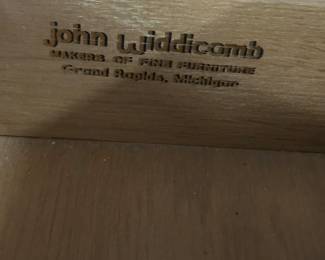 john widdicomb
MAKERS OF FINE FURNITURE
Grand Rapids, Michigan